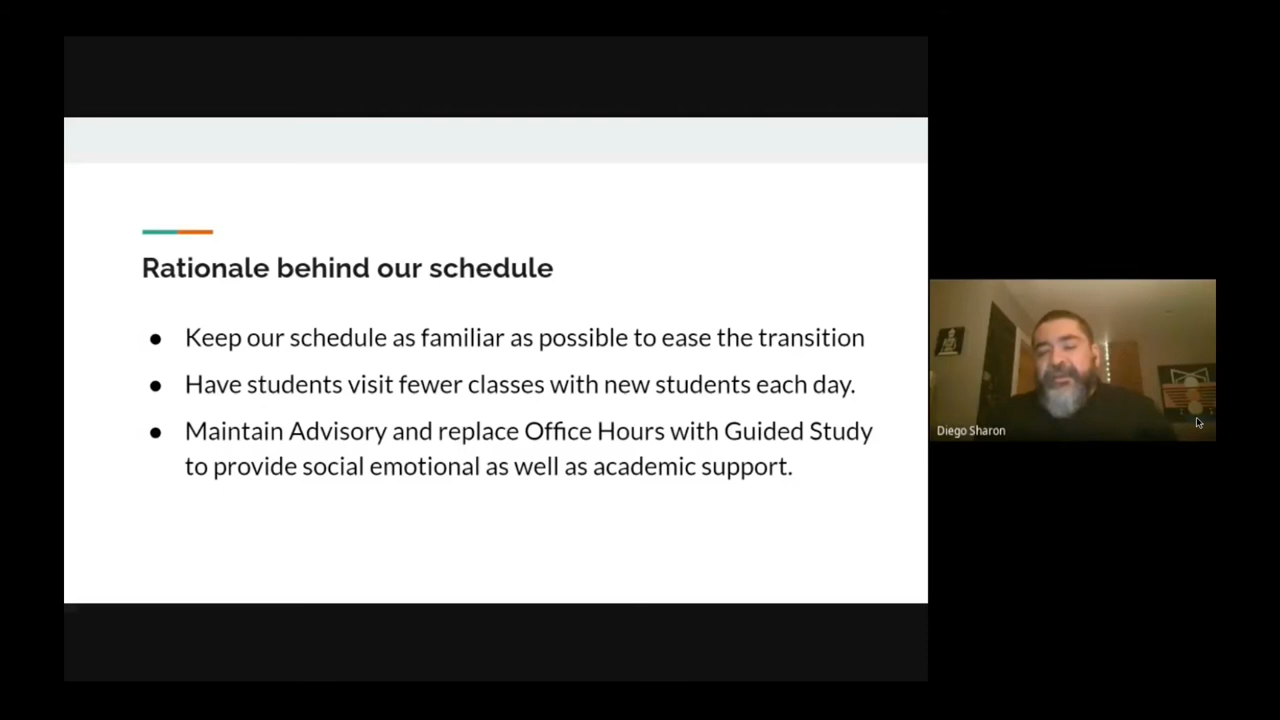 Rationale behind our schedule
● Keep our schedule as familiar as possible to ease the transition
● Have students visit fewer classes with new students each day.
● Maintain Advisory and replace Office Hours with Guided Study
to provide social emotional as well as academic support.
Diego Sharon